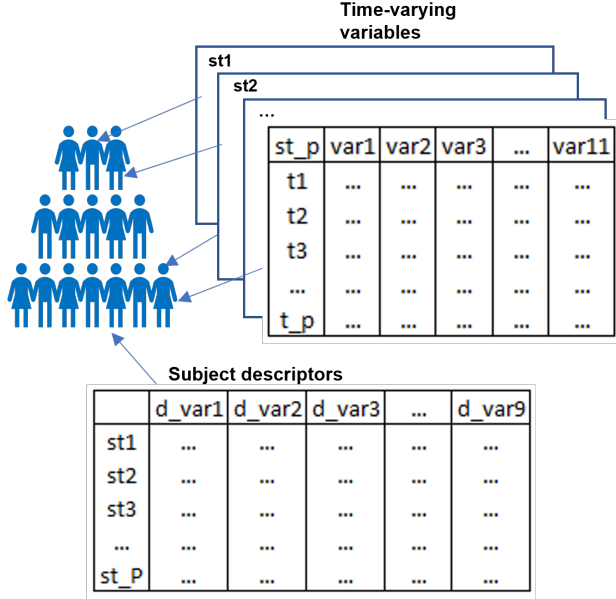 Time-varying
variables
st1
st2
...
st_p var1 var2 var3 ... var11
t1 ... ... ... ... ...
t2 ... ... ... ... ...
t3 ... ... ... ... ...
... ... ... ... ... ...
t_p ... ... ... ... ...
Subject descriptors
d_var1 d_var2 d_var3 ... d_var9
st1 ... ... ... ... ...
st2 ... ... ... ... ...
st3 ... ... ... ... ...
... ... ... ... ... ...
st_P ... ... ... ... ...